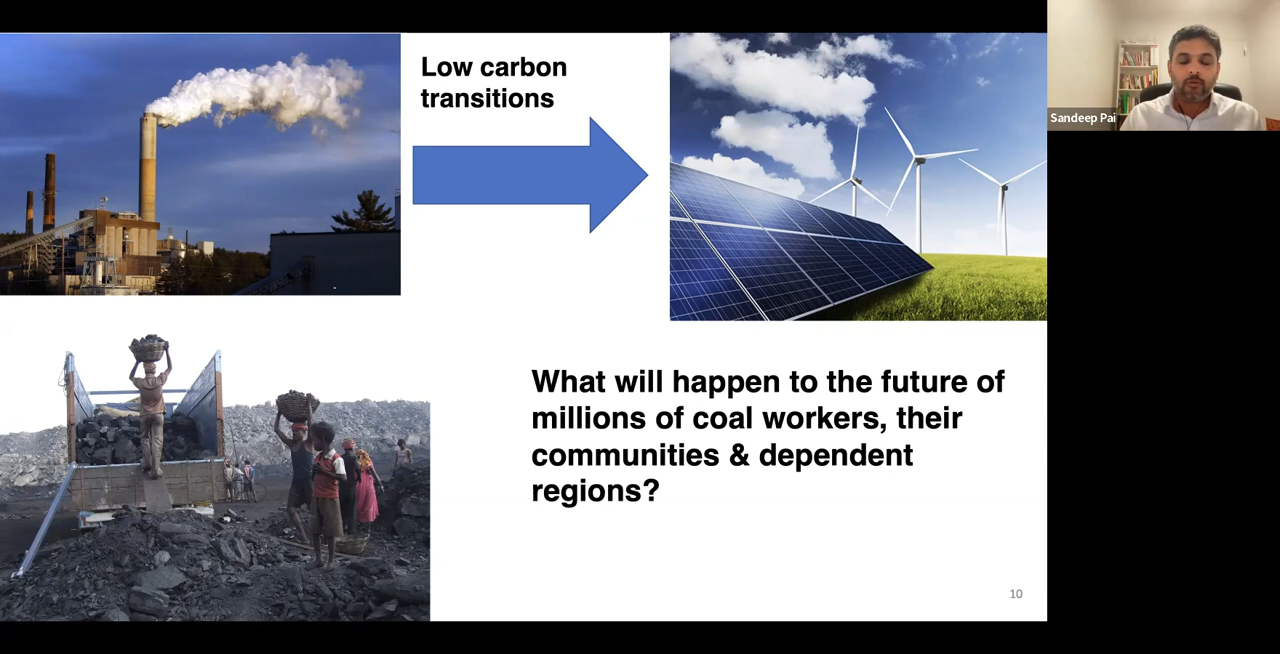 Low carbon
transitions
Sandeep Pai
What will happen to the future of
millions of coal workers, their
communities & dependent
regions?
10